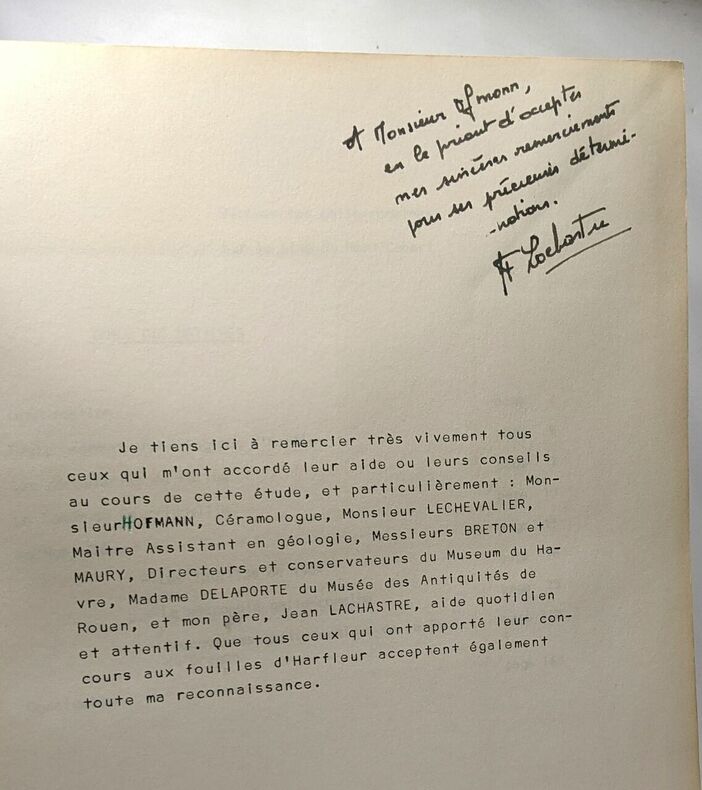 A Monsieur Ofmann,
en le priant d'accepter
mes sincères remerciements
pour ses précieuses détermi-
-nations.
F Lachastre
Je tiens ici à remercier très vivement tous
ceux qui m'ont accordé leur aide ou leurs conseils
au cours de cette étude, et particulièrement : Mon-
sieur HOFMANN, Céramologue, Monsieur LECHEVALIER,
Maitre Assistant en géologie, Messieurs BRETON et
MAURY, Directeurs et conservateurs du Museum du Ha-
vre, Madame DELAPORTE du Musée des Antiquités de
Rouen, et mon père, Jean LACHASTRE, aide quotidien
et attentif. Que tous ceux qui ont apporté leur con-
cours aux fouilles d'Harfleur acceptent également
toute ma reconnaissance.